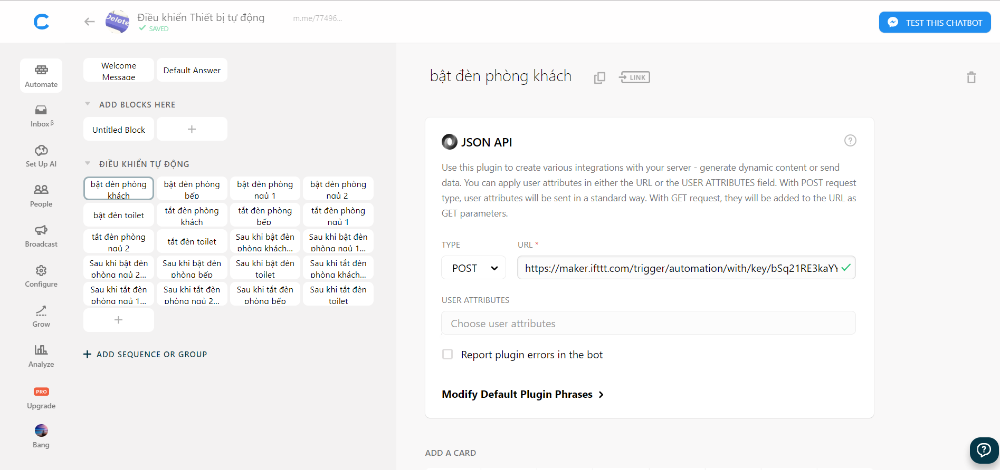 Delete
Điều khiển Thiết bị tự động
SAVED
m.me/77496...
TEST THIS CHATBOT
Automate
Inbox β
Set Up AI
People
Broadcast
Configure
Grow
Analyze
PRO
Upgrade
Bang
Welcome
Message
Default Answer
ADD BLOCKS HERE
Untitled Block
ĐIỀU KHIỂN TỰ ĐỘNG
bật đèn phòng
khách
bật đèn phòng
bếp
bật đèn phòng
ngủ 1
bật đèn phòng
ngủ 2
bật đèn toilet
tắt đèn phòng
khách
tắt đèn phòng
bếp
tắt đèn phòng
ngủ 1
tắt đèn phòng
ngủ 2
tắt đèn toilet
Sau khi bật đèn
phòng khách...
Sau khi bật đèn
phòng ngủ 1...
Sau khi bật đèn
phòng ngủ 2...
Sau khi bật đèn
phòng bếp
Sau khi bật đèn
toilet
Sau khi tắt đèn
phòng khách...
Sau khi tắt đèn
phòng ngủ 1...
Sau khi tắt đèn
phòng ngủ 2...
Sau khi tắt đèn
phòng bếp
Sau khi tắt đèn
toilet
ADD SEQUENCE OR GROUP
bật đèn phòng khách
LINK
JSON API
Use this plugin to create various integrations with your server - generate dynamic content or send
data. You can apply user attributes in either the URL or the USER ATTRIBUTES field. With POST request
type, user attributes will be sent in a standard way. With GET request, they will be added to the URL as
GET parameters.
TYPE
URL *
POST
https://maker.ifttt.com/trigger/automation/with/key/bSq21RE3kaYY
USER ATTRIBUTES
Choose user attributes
Report plugin errors in the bot
Modify Default Plugin Phrases
ADD A CARD